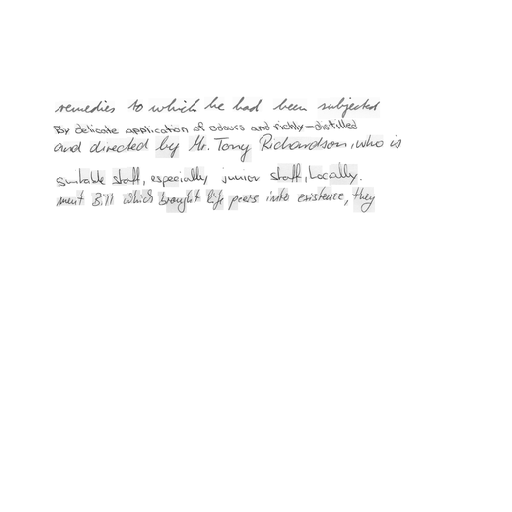 remedies to which he had been subjected
By delicate application of odours and richly-distilled
and directed by Mr. Tony Richardson, who is
suitable staff, especially junior staff, locally.
ment Bill which brought life peers into existence, they